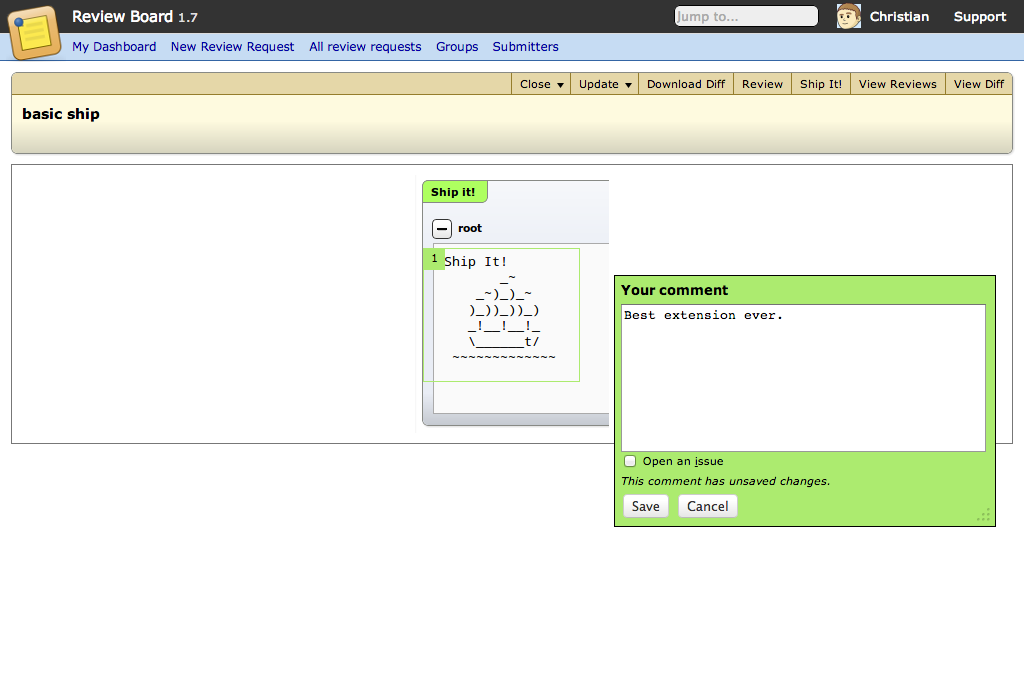 Review Board 1.7
Jump to...
Christian
Support
My Dashboard New Review Request All review requests Groups Submitters
Close ▾ Update ▾ Download Diff Review Ship It! View Reviews View Diff
basic ship
Ship it!
root
1
Ship It!
_~
_~)_)_~
)_))_))_)
_!__!__!_
\______t/
~~~~~~~~~~~~~
Your comment
Best extension ever.
Open an issue
This comment has unsaved changes.
Save Cancel